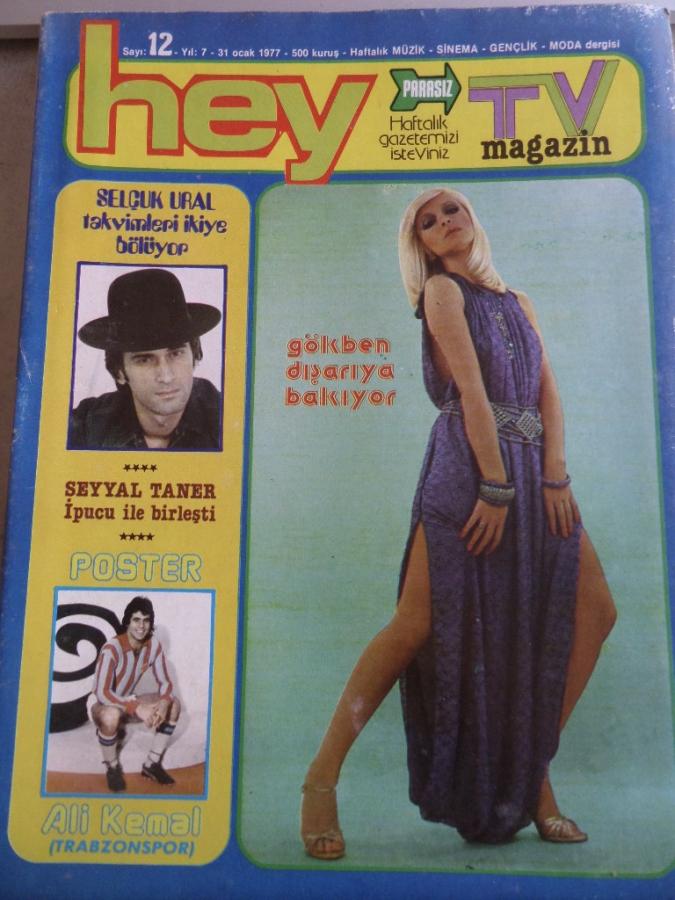 Sayı: 12 - Yıl: 7 - 31 ocak 1977 - 500 kuruş - Haftalık MÜZİK - SİNEMA - GENÇLİK - MODA dergisi
hey
PARASIZ
Haftalık
gazetemizi
isteyiniz
TV
magazin
SELÇUK URAL
takvimleri ikiye
bölüyor
★★★★
SEYYAL TANER
İpucu ile birleşti
★★★★
POSTER
Ali Kemal
(TRABZONSPOR)
gökben
dışarıya
bakıyor